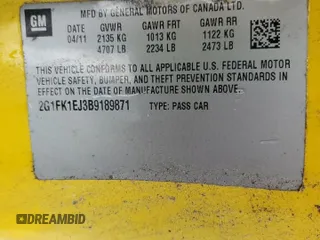 GM
MFD BY GENERAL MOTORS OF CANADA LTD.
DATE GVWR GAWR FRT GAWR RR
04/11 2135 KG 1013 KG 1122 KG
4707 LB 2234 LB 2473 LB
THIS VEHICLE CONFORMS TO ALL APPLICABLE U.S. FEDERAL MOTOR
VEHICLE SAFETY, BUMPER, AND THEFT PREVENTION STANDARDS IN
EFFECT ON THE DATE OF MANUFACTURE SHOWN ABOVE.
2G1FK1EJ3B9189871 TYPE: PASS CAR
DREAMBID